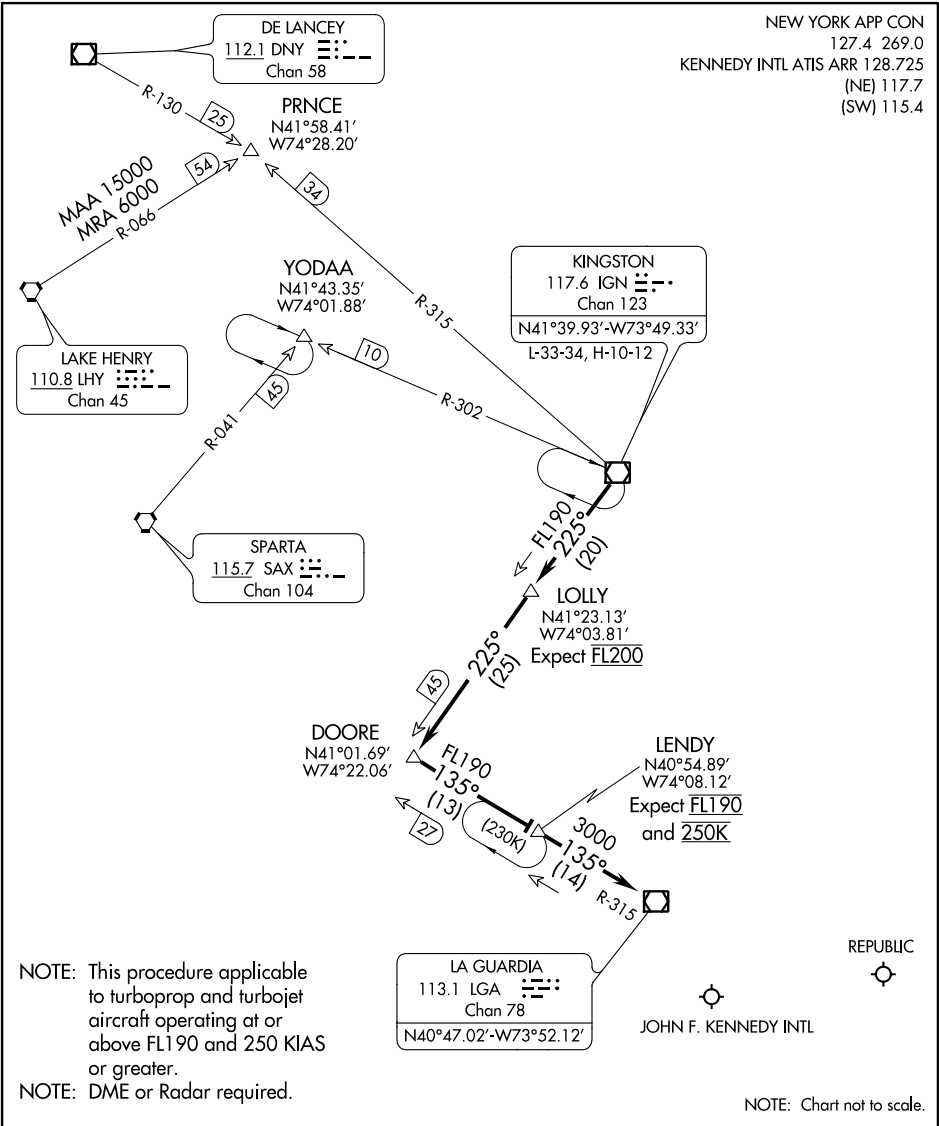 DE LANCEY
112.1 DNY
Chan 58
NEW YORK APP CON
127.4 269.0
KENNEDY INTL ATIS ARR 128.725
(NE) 117.7
(SW) 115.4
R-130
25
PRNCE
N41°58.41′
W74°28.20′
MAA 15000
MRA 6000
54
R-066
34
R-315
YODAA
N41°43.35′
W74°01.88′
KINGSTON
117.6 IGN
Chan 123
N41°39.93′-W73°49.33′
L-33-34, H-10-12
LAKE HENRY
110.8 LHY
Chan 45
10
R-302
45
R-041
SPARTA
115.7 SAX
Chan 104
FL190
225°
(20)
LOLLY
N41°23.13′
W74°03.81′
Expect FL200
225°
(25)
45
DOORE
N41°01.69′
W74°22.06′
FL190
135°
(13)
27
(230K)
LENDY
N40°54.89′
W74°08.12′
Expect FL190
and 250K
3000
135°
(14)
R-315
LA GUARDIA
113.1 LGA
Chan 78
N40°47.02′-W73°52.12′
REPUBLIC
JOHN F. KENNEDY INTL
NOTE: This procedure applicable
to turboprop and turbojet
aircraft operating at or
above FL190 and 250 KIAS
or greater.
NOTE: DME or Radar required.
NOTE: Chart not to scale.